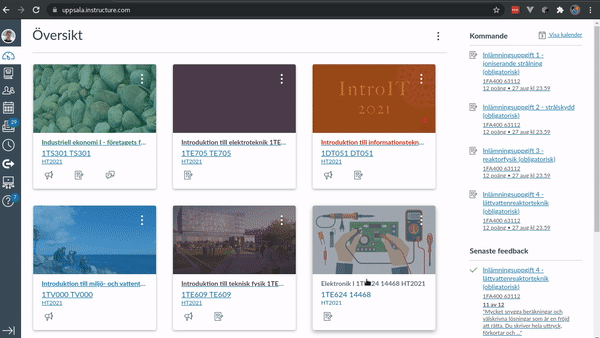 uppsala.instructure.com
Översikt
Industriell ekonomi I - företagets f...
1TS301 TS301
HT2021
Introduktion till elektroteknik 1TE...
1TE705 TE705
HT2021
IntroIT
2021
Introduktion till informationstekn...
1DT051 DT051
HT2021
Introduktion till miljö- och vattent...
1TV000 TV000
HT2021
Introduktion till teknisk fysik 1TE...
1TE609 TE609
HT2021
Elektronik I 1TE624 14468 HT2021
1TE624 14468
HT2021
29
7
Kommande
Visa kalender
Inlämningsuppgift 1 -
joniserande strålning
(obligatorisk)
1FA400 63112
12 poäng • 27 aug kl 23.59
Inlämningsuppgift 2 - strålskydd
(obligatorisk)
1FA400 63112
12 poäng • 27 aug kl 23.59
Inlämningsuppgift 3 -
reaktorfysik (obligatorisk)
1FA400 63112
12 poäng • 27 aug kl 23.59
Inlämningsuppgift 4 -
lättvattenreaktorteknik
(obligatorisk)
1FA400 63112
12 poäng • 27 aug kl 23.59
Senaste feedback
Inlämningsuppgift 4 -
lättvattenreaktorteknik
(obligatorisk)
1FA400 63112
11 av 12
"Mycket snygga beräkningar och
välskrivna lösningar som är en fröjd
att rätta. Du skriver hela uttryck,
förkortar och ..."